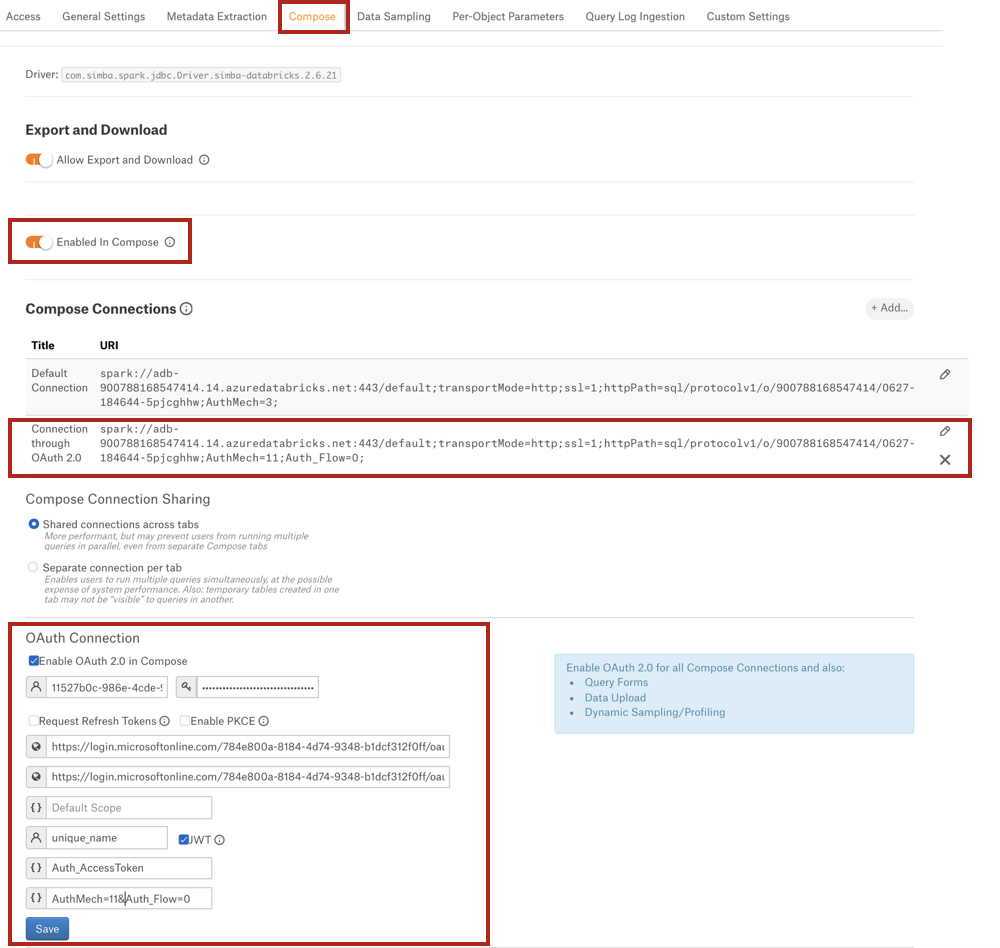 Access General Settings Metadata Extraction Compose Data Sampling Per-Object Parameters Query Log Ingestion Custom Settings
Driver: com.simba.spark.jdbc.Driver.simba-databricks.2.6.21
Export and Download
Allow Export and Download
Enabled In Compose
Compose Connections
+ Add...
Title URI
Default Connection
spark://adb-
900788168547414.14.azuredatabricks.net:443/default;transportMode=http;ssl=1;httpPath=sql/protocolv1/o/900788168547414/0627-
184644-5pjcghhw;AuthMech=3;
Connection
through
OAuth 2.0
spark://adb-
900788168547414.14.azuredatabricks.net:443/default;transportMode=http;ssl=1;httpPath=sql/protocolv1/o/900788168547414/0627-
184644-5pjcghhw;AuthMech=11;Auth_Flow=0;
Compose Connection Sharing
Shared connections across tabs
More performant, but may prevent users from running multiple
queries in parallel, even from separate Compose tabs
Separate connection per tab
Enables users to run multiple queries simultaneously, at the possible
expense of system performance. Also: temporary tables created in one
tab may not be "visible" to queries in another.
OAuth Connection
Enable OAuth 2.0 in Compose
11527b0c-986e-4cde-9
Request Refresh Tokens Enable PKCE
https://login.microsoftonline.com/784e800a-8184-4d74-9348-b1dcf312f0ff/oau
https://login.microsoftonline.com/784e800a-8184-4d74-9348-b1dcf312f0ff/oau
{} Default Scope
unique_name JWT
{} Auth_AccessToken
{} AuthMech=11&Auth_Flow=0
Save
Enable OAuth 2.0 for all Compose Connections and also:
• Query Forms
• Data Upload
• Dynamic Sampling/Profiling